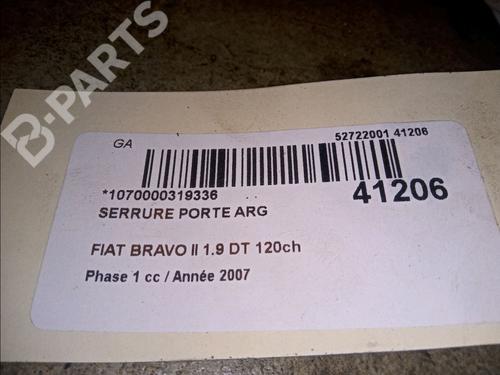 B-PARTS
GA
52722001 41206
*1070000319336
41206
SERRURE PORTE ARG
FIAT BRAVO II 1.9 DT 120ch
Phase 1 cc / Année 2007